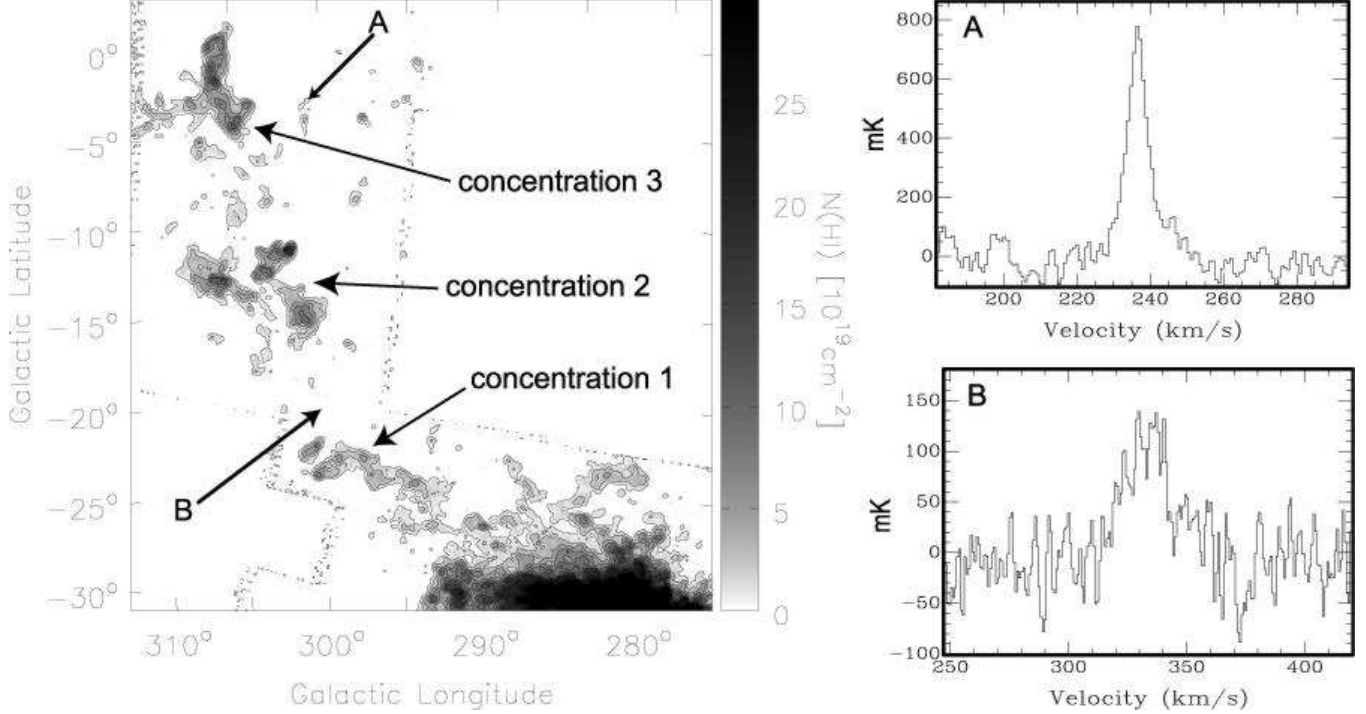 A
0°
−5°
−10°
−15°
−20°
−25°
−30°
Galactic Latitude
concentration 3
concentration 2
concentration 1
B
310°
300°
290°
280°
Galactic Longitude
25
20
15
10
5
0
N(HI) [10¹⁹cm⁻²]
A
800
600
400
200
0
mK
200
220
240
260
280
Velocity (km/s)
B
150
100
50
0
−50
−100
mK
250
300
350
400
Velocity (km/s)